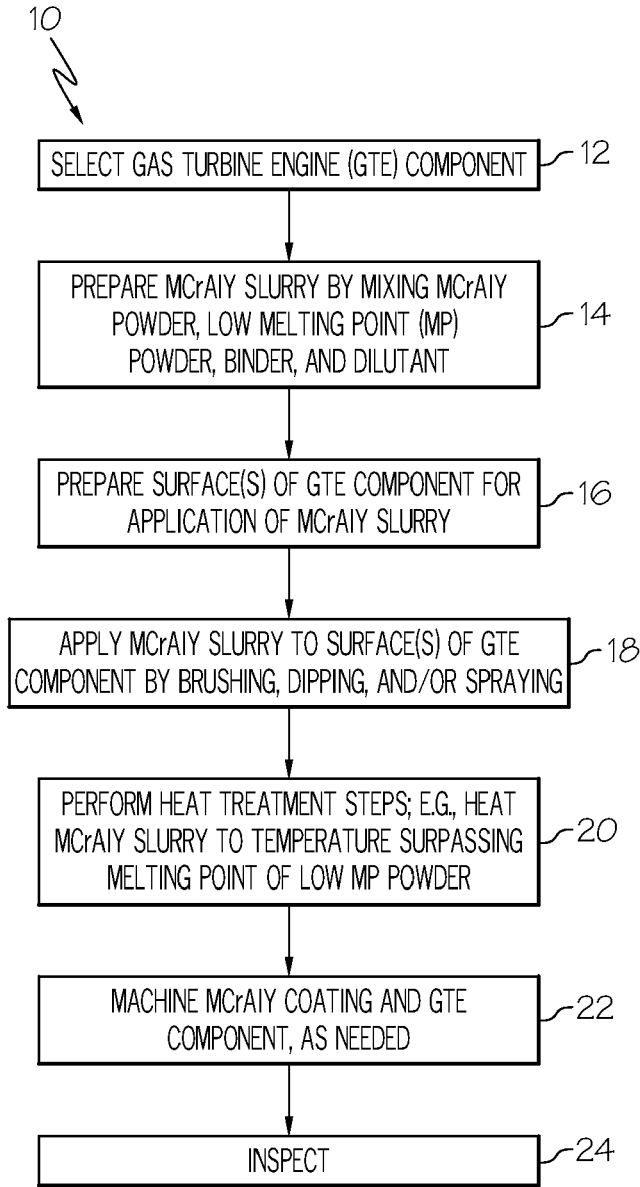 10
SELECT GAS TURBINE ENGINE (GTE) COMPONENT
12
PREPARE MCrAlY SLURRY BY MIXING MCrAlY
POWDER, LOW MELTING POINT (MP)
POWDER, BINDER, AND DILUTANT
14
PREPARE SURFACE(S) OF GTE COMPONENT FOR
APPLICATION OF MCrAlY SLURRY
16
APPLY MCrAlY SLURRY TO SURFACE(S) OF GTE
COMPONENT BY BRUSHING, DIPPING, AND/OR SPRAYING
18
PERFORM HEAT TREATMENT STEPS; E.G., HEAT
MCrAlY SLURRY TO TEMPERATURE SURPASSING
MELTING POINT OF LOW MP POWDER
20
MACHINE MCrAlY COATING AND GTE
COMPONENT, AS NEEDED
22
INSPECT
24